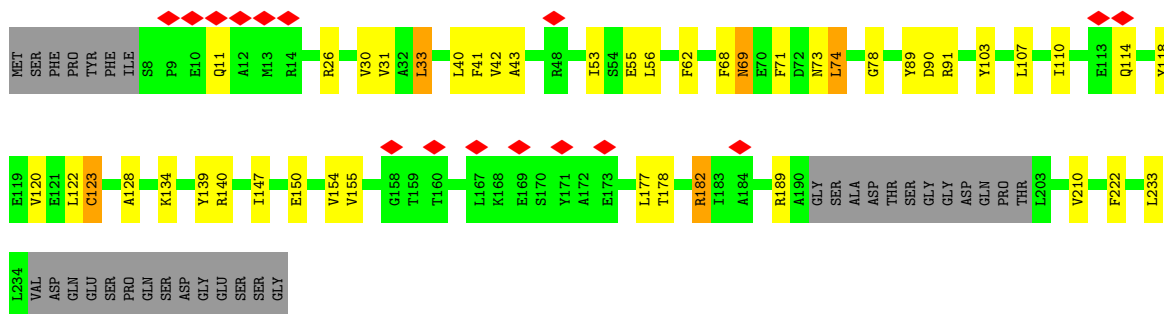 MET SER PHE PRO TYR PHE ILE S8 P9 E10 Q11 A12 M13 R14 R26 V30 V31 A32 L33 L40 F41 V42 A43 R48 I53 S54 E55 L56 F62 F68 N69 E70 F71 D72 N73 L74 G78 Y89 D90 R91 Y103 L107 I110 E113 Q114 Y118
E119 V120 E121 L122 C123 A128 K134 Y139 R140 I147 E150 V154 V155 G158 T159 T160 L167 K168 E169 S170 Y171 A172 E173 L177 T178 R182 I183 A184 R189 A190 GLY SER ALA ASP THR SER GLY GLY ASP GLN PRO THR L203 V210 F222 L233
L234 VAL ASP GLN GLU SER PRO GLN SER ASP GLY GLU SER SER GLY